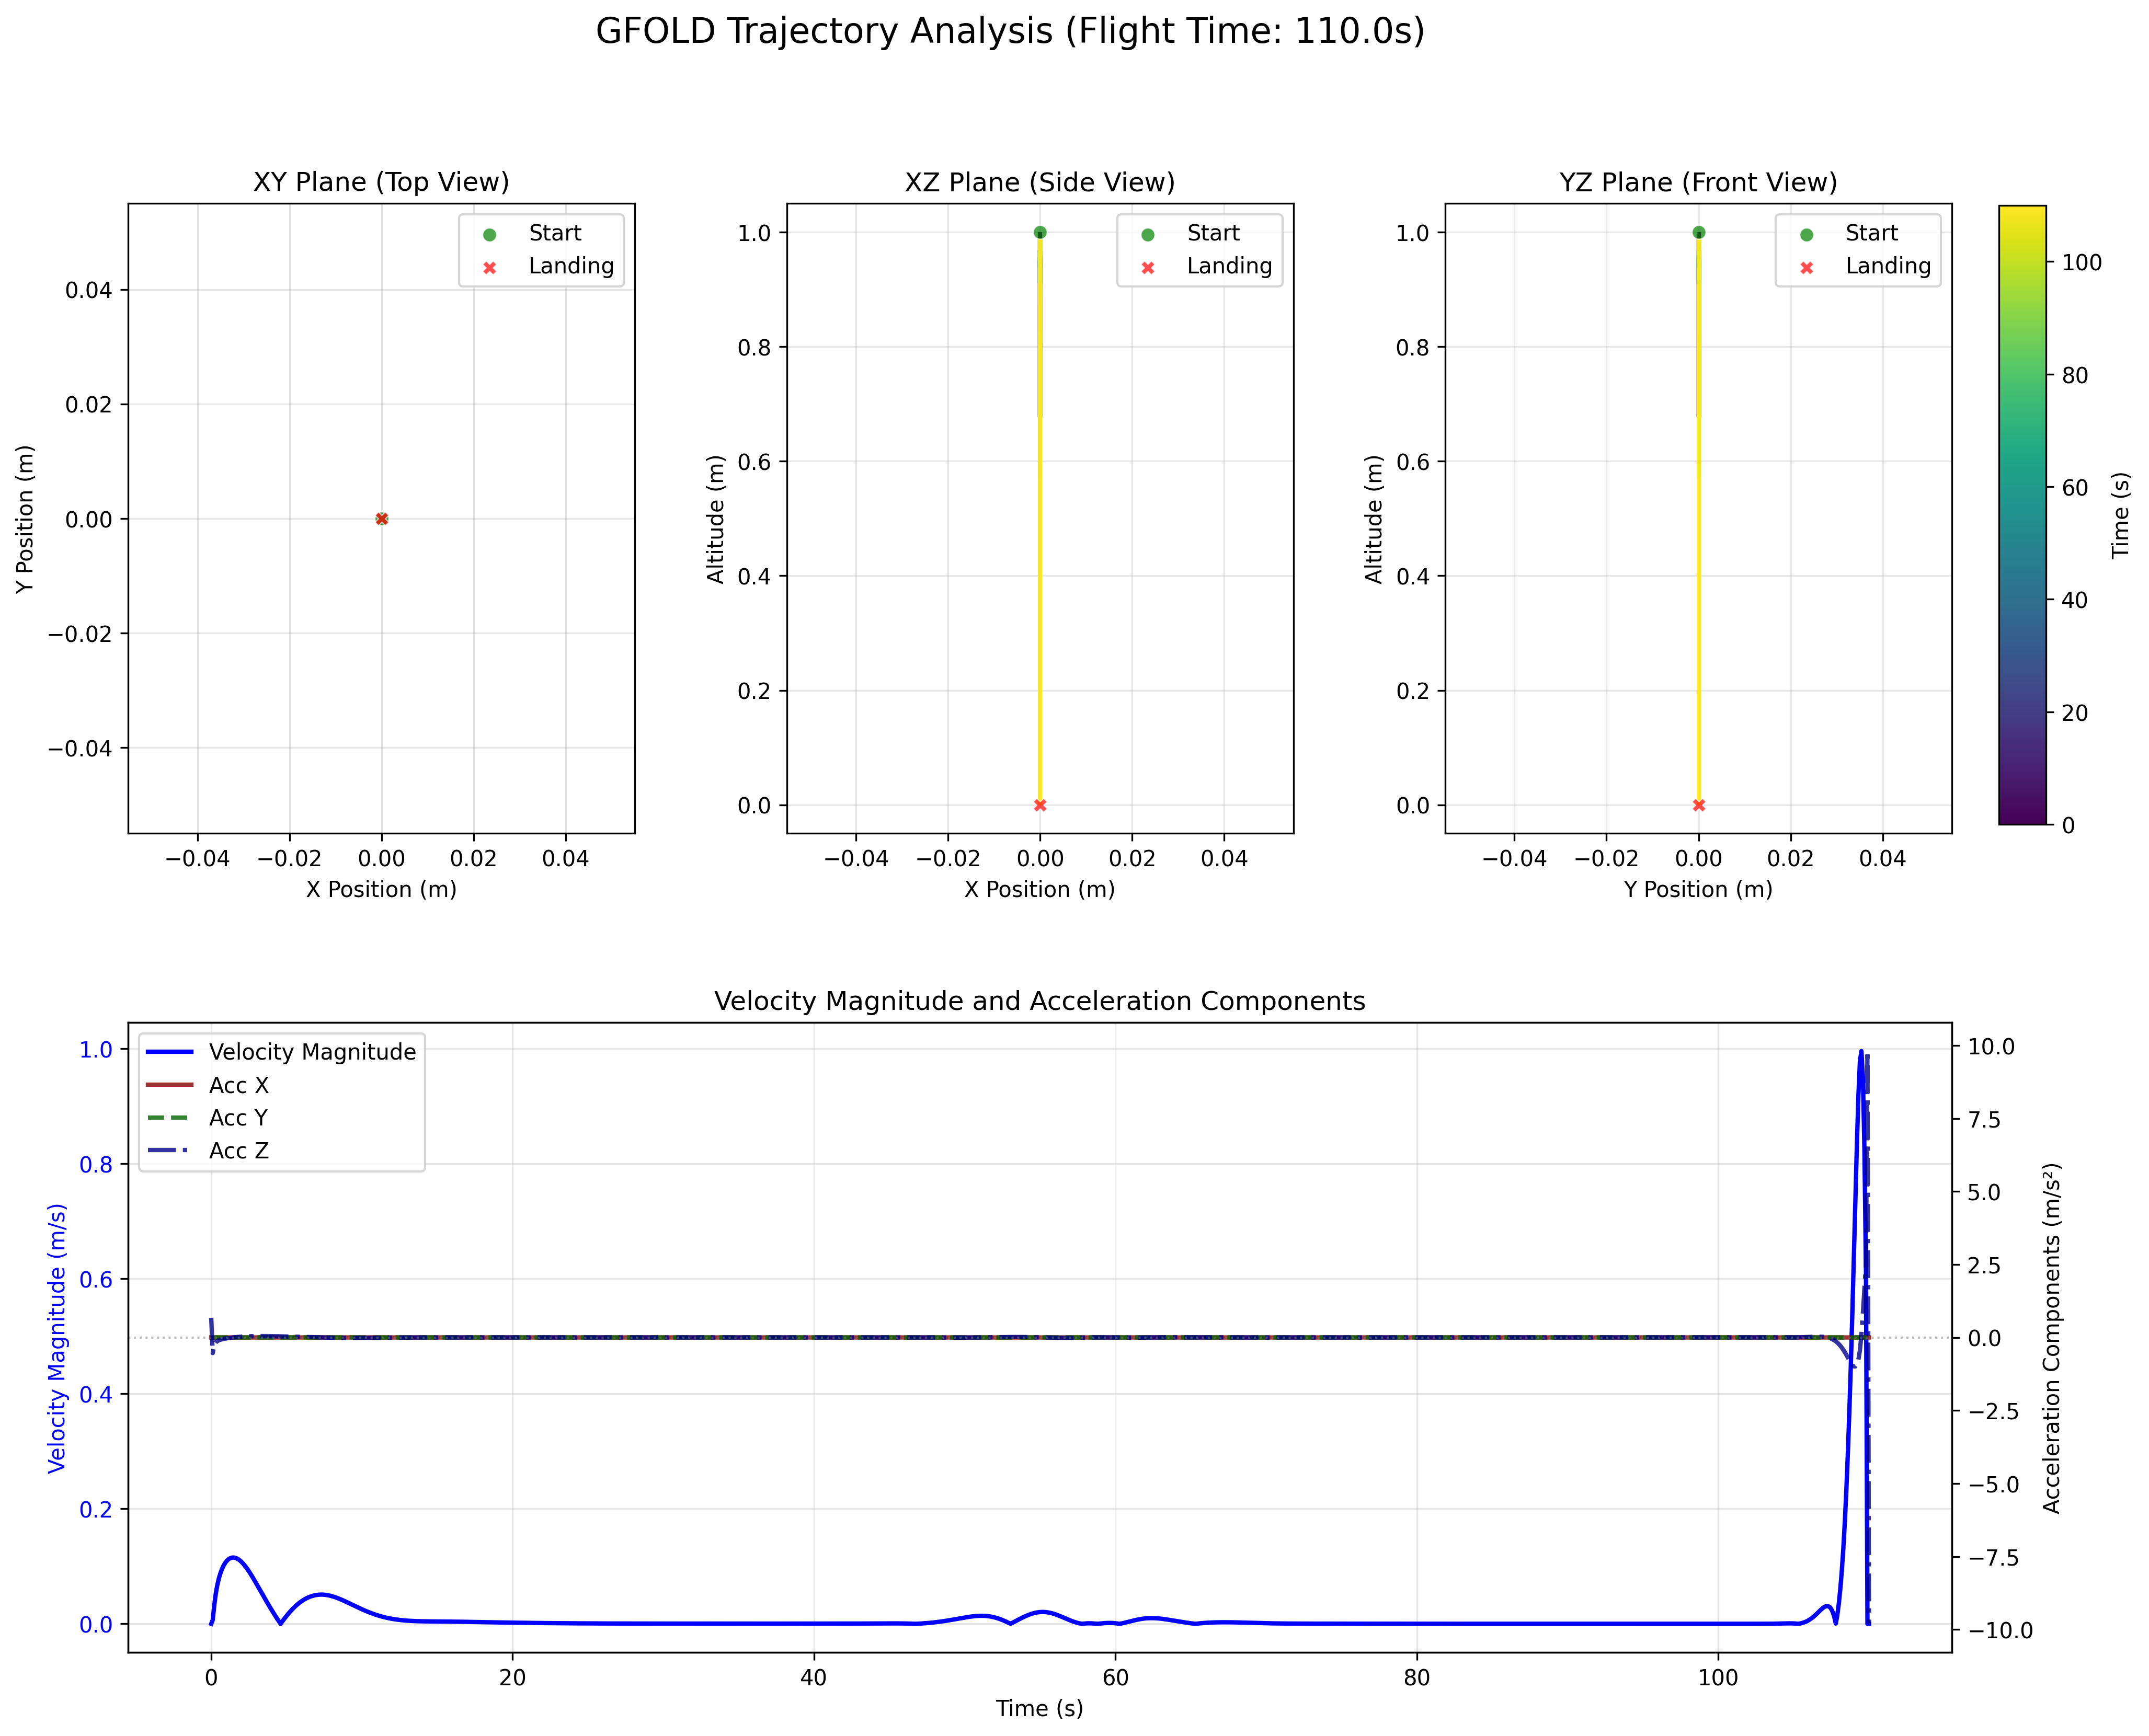 GFOLD Trajectory Analysis (Flight Time: 110.0s)
XY Plane (Top View)
Start
Landing
0.04
0.02
0.00
−0.02
−0.04
Y Position (m)
−0.04 −0.02 0.00 0.02 0.04
X Position (m)
XZ Plane (Side View)
Start
Landing
1.0
0.8
0.6
0.4
0.2
0.0
Altitude (m)
−0.04 −0.02 0.00 0.02 0.04
X Position (m)
YZ Plane (Front View)
Start
Landing
1.0
0.8
0.6
0.4
0.2
0.0
Altitude (m)
−0.04 −0.02 0.00 0.02 0.04
Y Position (m)
100
80
60
40
20
0
Time (s)
Velocity Magnitude and Acceleration Components
Velocity Magnitude
Acc X
Acc Y
Acc Z
1.0
0.8
0.6
0.4
0.2
0.0
Velocity Magnitude (m/s)
10.0
7.5
5.0
2.5
0.0
−2.5
−5.0
−7.5
−10.0
Acceleration Components (m/s²)
0 20 40 60 80 100
Time (s)